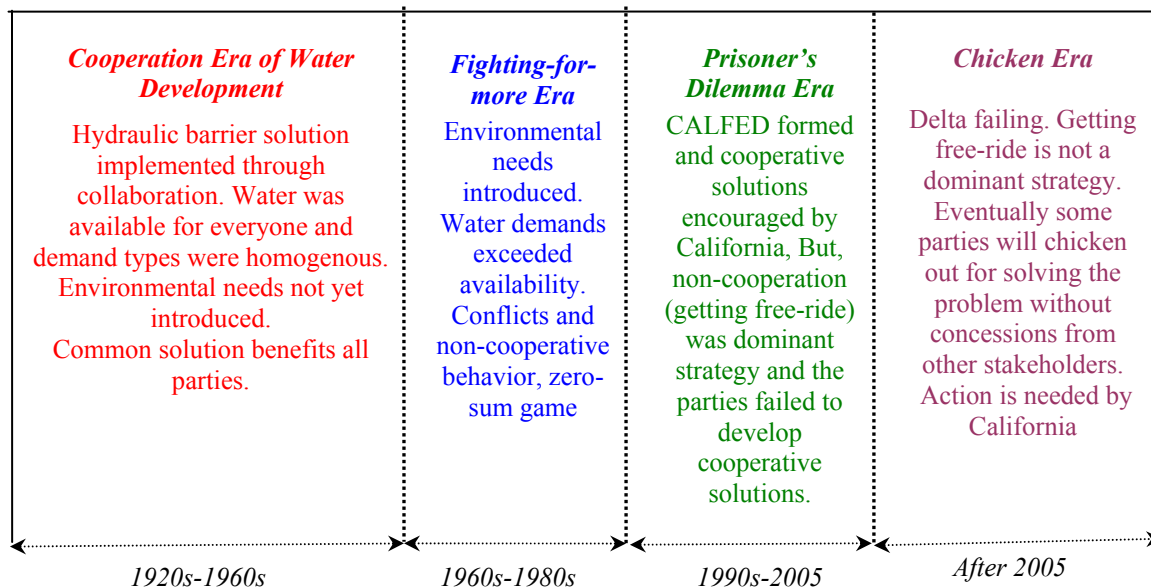 Cooperation Era of Water
Development
Hydraulic barrier solution
implemented through
collaboration. Water was
available for everyone and
demand types were homogenous.
Environmental needs not yet
introduced.
Common solution benefits all
parties.
Fighting-for-
more Era
Environmental
needs
introduced.
Water demands
exceeded
availability.
Conflicts and
non-cooperative
behavior, zero-
sum game
Prisoner's
Dilemma Era
CALFED formed
and cooperative
solutions
encouraged by
California, But,
non-cooperation
(getting free-ride)
was dominant
strategy and the
parties failed to
develop
cooperative
solutions.
Chicken Era
Delta failing. Getting
free-ride is not a
dominant strategy.
Eventually some
parties will chicken
out for solving the
problem without
concessions from
other stakeholders.
Action is needed by
California
1920s-1960s
1960s-1980s
1990s-2005
After 2005